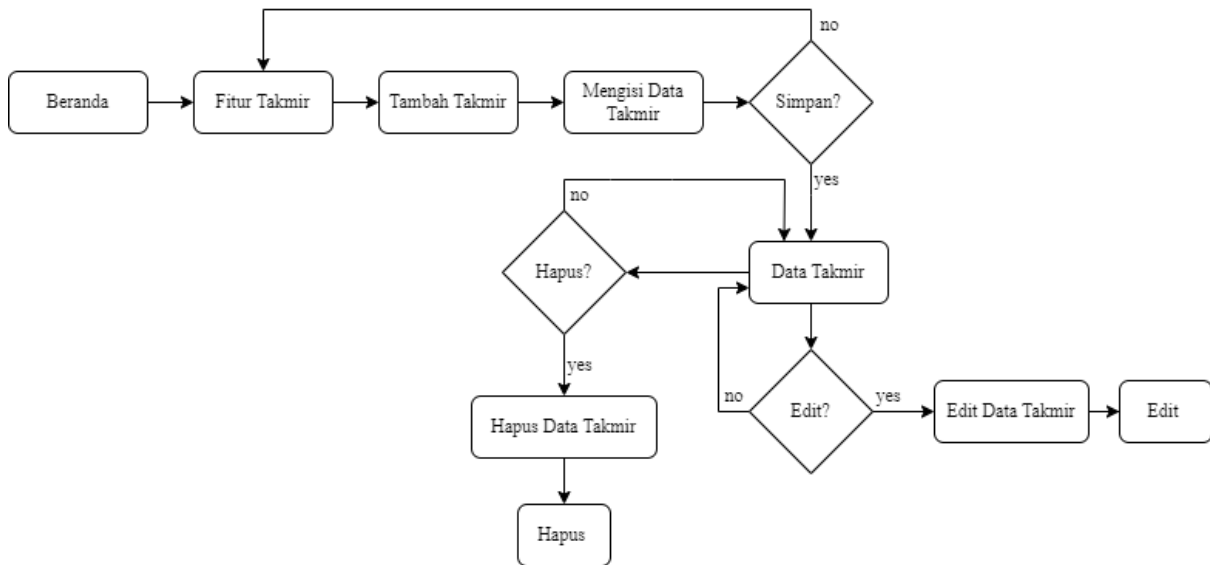 no
Beranda
Fitur Takmir
Tambah Takmir
Mengisi Data
Takmir
Simpan?
yes
no
Hapus?
Data Takmir
yes
no
Edit?
yes
Edit Data Takmir
Edit
Hapus Data Takmir
Hapus